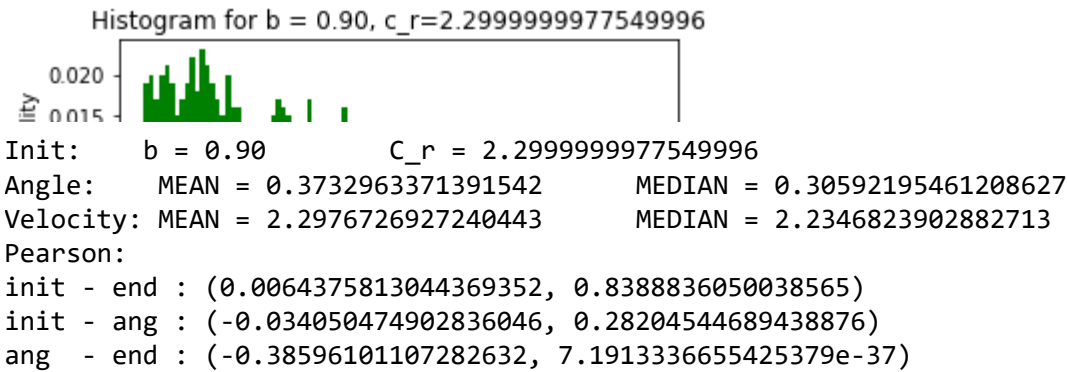 Histogram for b = 0.90, c_r=2.2999999977549996
0.020
lity
0.015
Init: b = 0.90 C_r = 2.2999999977549996
Angle: MEAN = 0.3732963371391542 MEDIAN = 0.30592195461208627
Velocity: MEAN = 2.2976726927240443 MEDIAN = 2.2346823902882713
Pearson:
init - end : (0.0064375813044369352, 0.8388836050038565)
init - ang : (-0.034050474902836046, 0.28204544689438876)
ang - end : (-0.38596101107282632, 7.1913336655425379e-37)